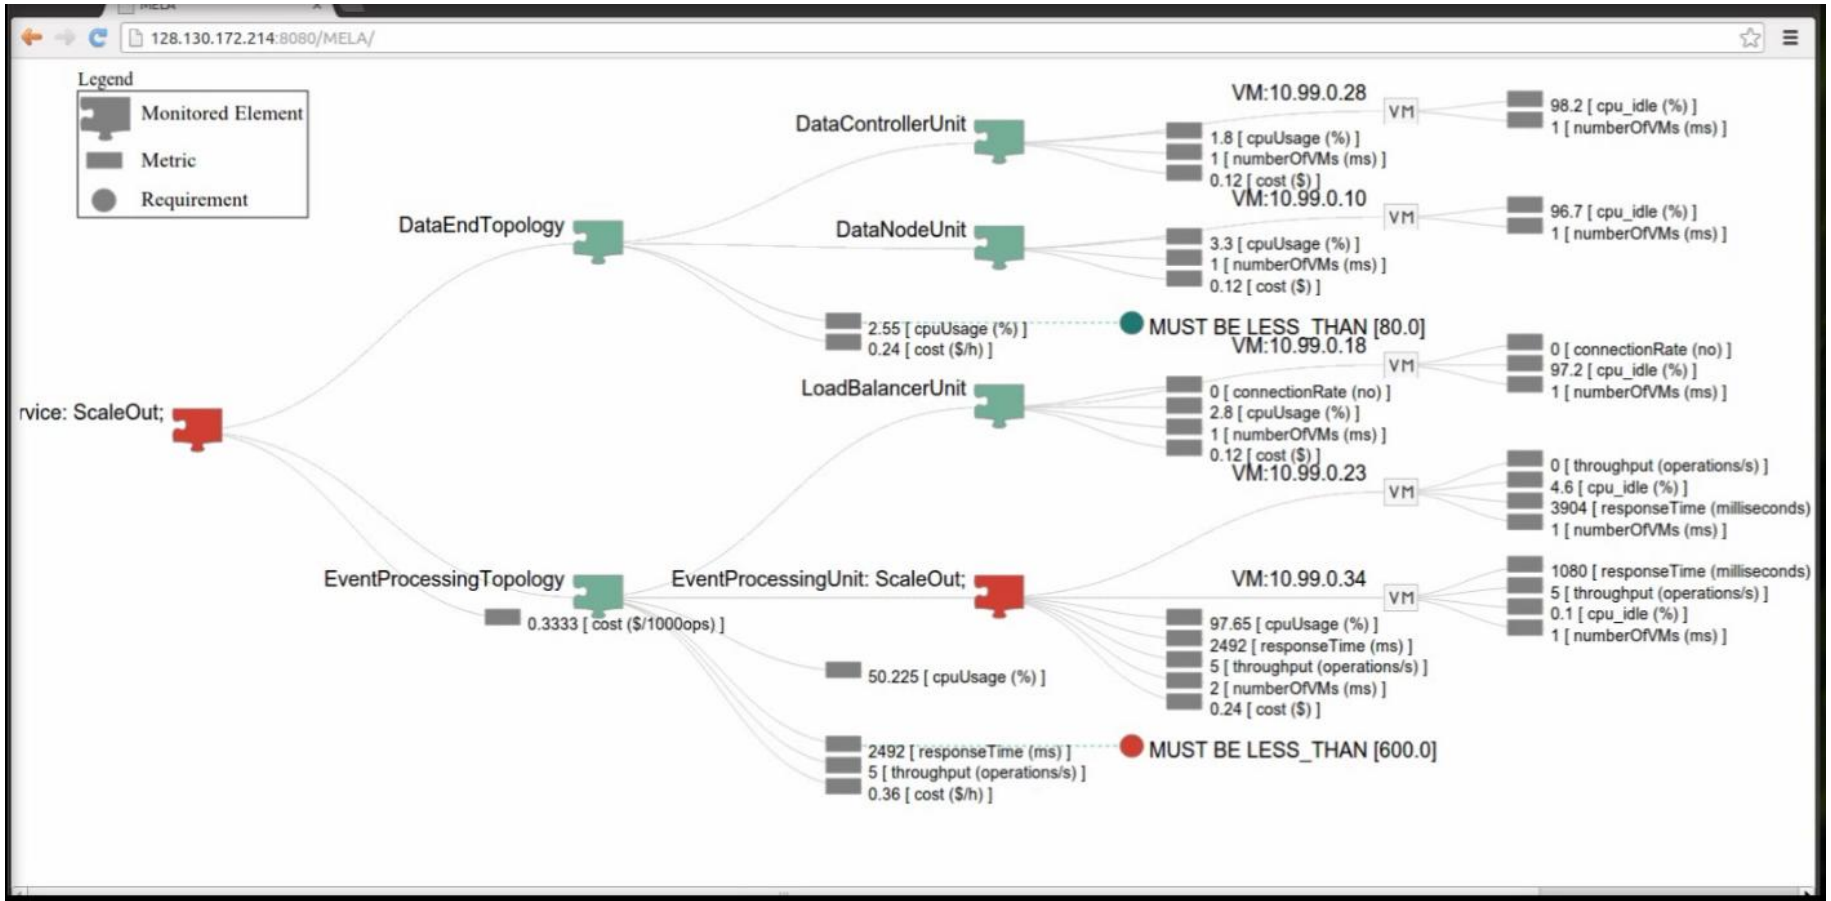 MELA
128.130.172.214:8080/MELA/
Legend
Monitored Element
Metric
Requirement
VM:10.99.0.28
VM
98.2 [ cpu_idle (%) ]
1 [ numberOfVMs (ms) ]
DataControllerUnit
1.8 [ cpuUsage (%) ]
1 [ numberOfVMs (ms) ]
0.12 [ cost ($) ]
VM:10.99.0.10
VM
96.7 [ cpu_idle (%) ]
1 [ numberOfVMs (ms) ]
DataEndTopology
DataNodeUnit
3.3 [ cpuUsage (%) ]
1 [ numberOfVMs (ms) ]
0.12 [ cost ($) ]
2.55 [ cpuUsage (%) ]
0.24 [ cost ($/h) ]
MUST BE LESS_THAN [80.0]
VM:10.99.0.18
VM
0 [ connectionRate (no) ]
97.2 [ cpu_idle (%) ]
1 [ numberOfVMs (ms) ]
LoadBalancerUnit
0 [ connectionRate (no) ]
2.8 [ cpuUsage (%) ]
1 [ numberOfVMs (ms) ]
0.12 [ cost ($) ]
rvice: ScaleOut;
VM:10.99.0.23
VM
0 [ throughput (operations/s) ]
4.6 [ cpu_idle (%) ]
3904 [ responseTime (milliseconds)
1 [ numberOfVMs (ms) ]
EventProcessingTopology
0.3333 [ cost ($/1000ops) ]
EventProcessingUnit: ScaleOut;
VM:10.99.0.34
VM
1080 [ responseTime (milliseconds)
5 [ throughput (operations/s) ]
0.1 [ cpu_idle (%) ]
1 [ numberOfVMs (ms) ]
97.65 [ cpuUsage (%) ]
2492 [ responseTime (ms) ]
5 [ throughput (operations/s) ]
2 [ numberOfVMs (ms) ]
0.24 [ cost ($) ]
50.225 [ cpuUsage (%) ]
2492 [ responseTime (ms) ]
5 [ throughput (operations/s) ]
0.36 [ cost ($/h) ]
MUST BE LESS_THAN [600.0]